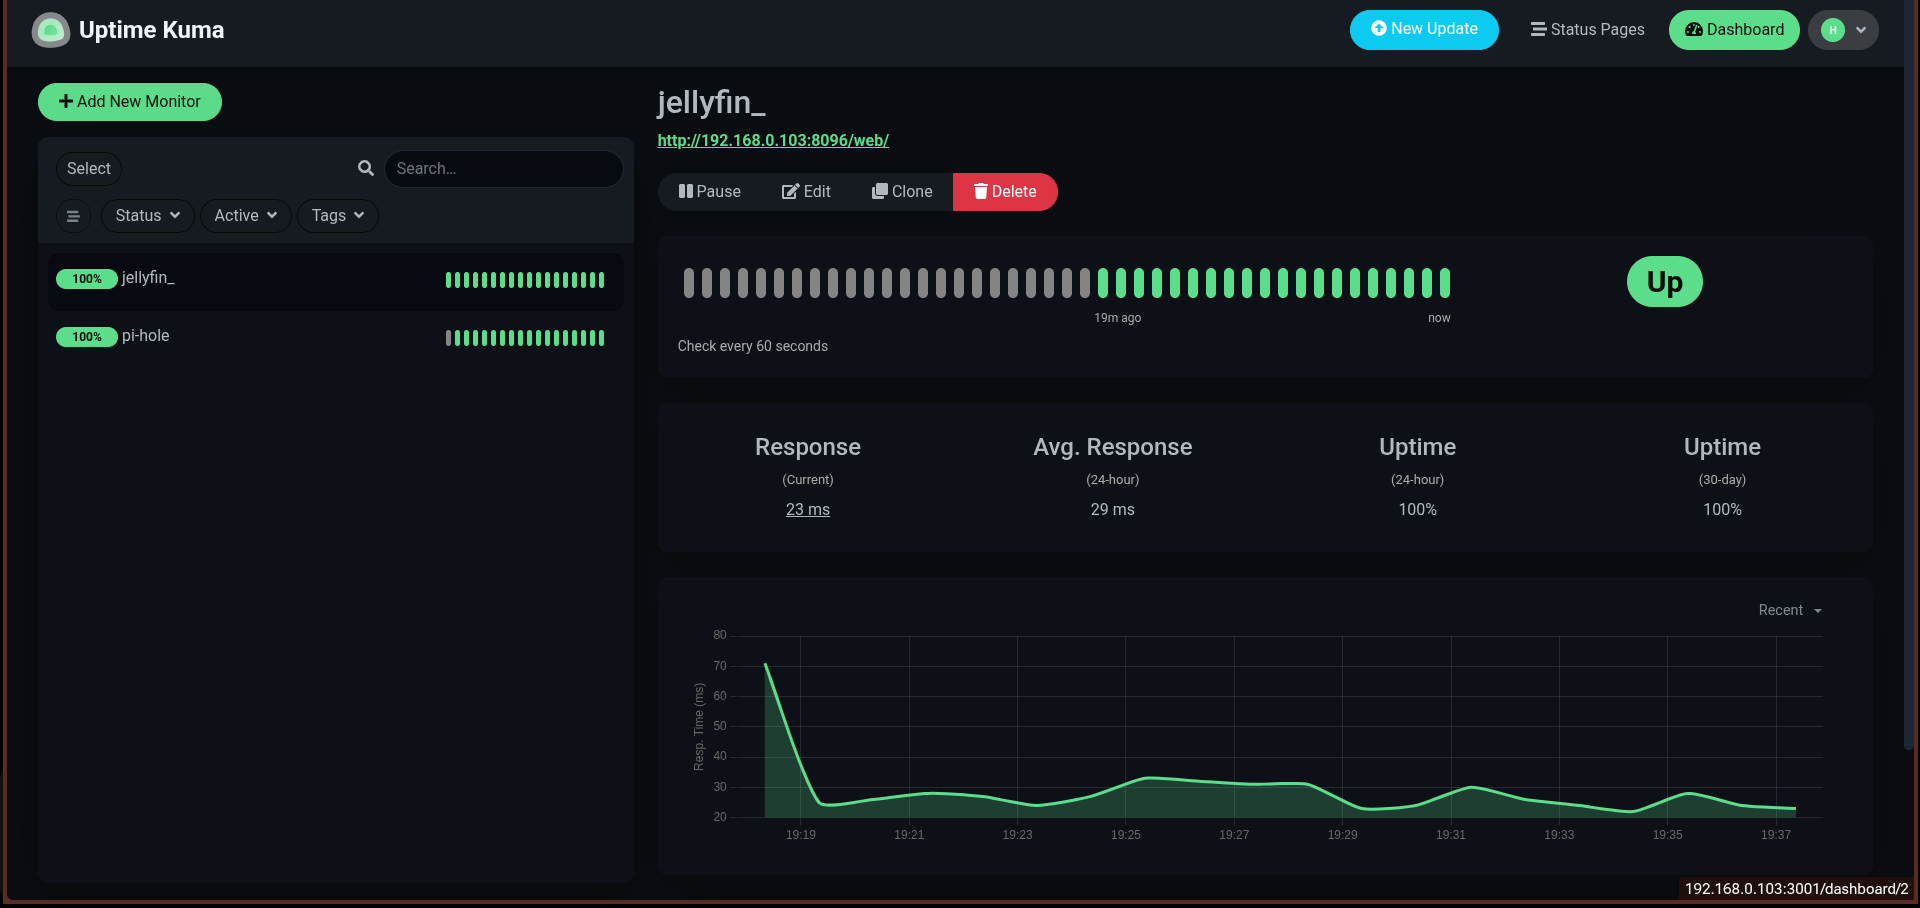 Uptime Kuma
New Update
Status Pages
Dashboard
H
Add New Monitor
Select
Search...
Status
Active
Tags
100% jellyfin_
100% pi-hole
jellyfin_
http://192.168.0.103:8096/web/
Pause
Edit
Clone
Delete
19m ago
now
Check every 60 seconds
Up
Response
(Current)
23 ms
Avg. Response
(24-hour)
29 ms
Uptime
(24-hour)
100%
Uptime
(30-day)
100%
Recent
Resp. Time (ms)
80
70
60
50
40
30
20
19:19 19:21 19:23 19:25 19:27 19:29 19:31 19:33 19:35 19:37
192.168.0.103:3001/dashboard/2